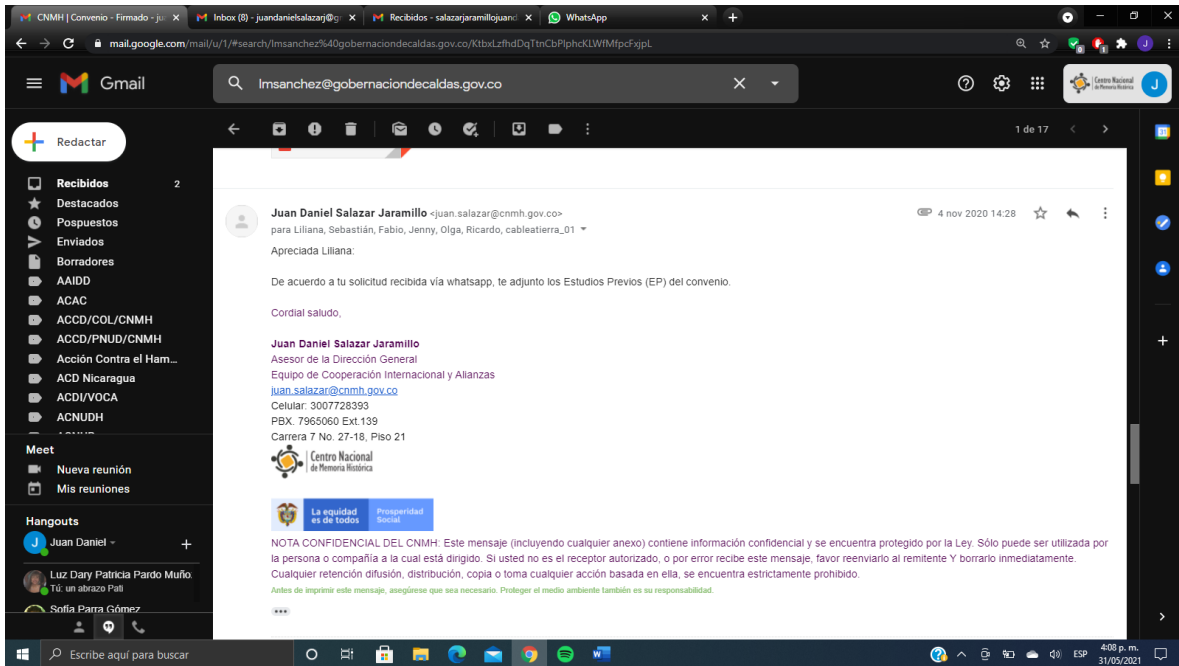 CNMH | Convenio - Firmado - ju
Inbox (8) - juandanielsalazarj@g
Recibidos - salazarjaramillojuand
WhatsApp
mail.google.com/mail/u/1/#search/lmsanchez%40gobernaciondecaldas.gov.co/KtbxLzfhdDqTtnCbPlphcKLWfMfpcFxjpL
Gmail
lmsanchez@gobernaciondecaldas.gov.co
Centro Nacional
de Memoria Histórica
J
Redactar
1 de 17
Recibidos 2
Destacados
Pospuestos
Enviados
Borradores
AAIDD
ACAC
ACCD/COL/CNMH
ACCD/PNUD/CNMH
Acción Contra el Ham...
ACD Nicaragua
ACDI/VOCA
ACNUDH
Meet
Nueva reunión
Mis reuniones
Hangouts
J
Juan Daniel
Luz Dary Patricia Pardo Muño
Tú: un abrazo Pati
Sofía Parra Gómez
Juan Daniel Salazar Jaramillo <juan.salazar@cnmh.gov.co>
4 nov 2020 14:28
para Liliana, Sebastián, Fabio, Jenny, Olga, Ricardo, cableatierra_01
Apreciada Liliana:
De acuerdo a tu solicitud recibida vía whatsapp, te adjunto los Estudios Previos (EP) del convenio.
Cordial saludo,
Juan Daniel Salazar Jaramillo
Asesor de la Dirección General
Equipo de Cooperación Internacional y Alianzas
juan.salazar@cnmh.gov.co
Celular: 3007728393
PBX. 7965060 Ext.139
Carrera 7 No. 27-18, Piso 21
Centro Nacional
de Memoria Histórica
La equidad
es de todos
Prosperidad
Social
NOTA CONFIDENCIAL DEL CNMH: Este mensaje (incluyendo cualquier anexo) contiene información confidencial y se encuentra protegido por la Ley. Sólo puede ser utilizada por
la persona o compañía a la cual está dirigido. Si usted no es el receptor autorizado, o por error recibe este mensaje, favor reenviarlo al remitente Y borrarlo inmediatamente.
Cualquier retención difusión, distribución, copia o toma cualquier acción basada en ella, se encuentra estrictamente prohibido.
Antes de imprimir este mensaje, asegúrese que sea necesario. Proteger el medio ambiente también es su responsabilidad.
Escribe aquí para buscar
ESP
4:08 p. m.
31/05/2021